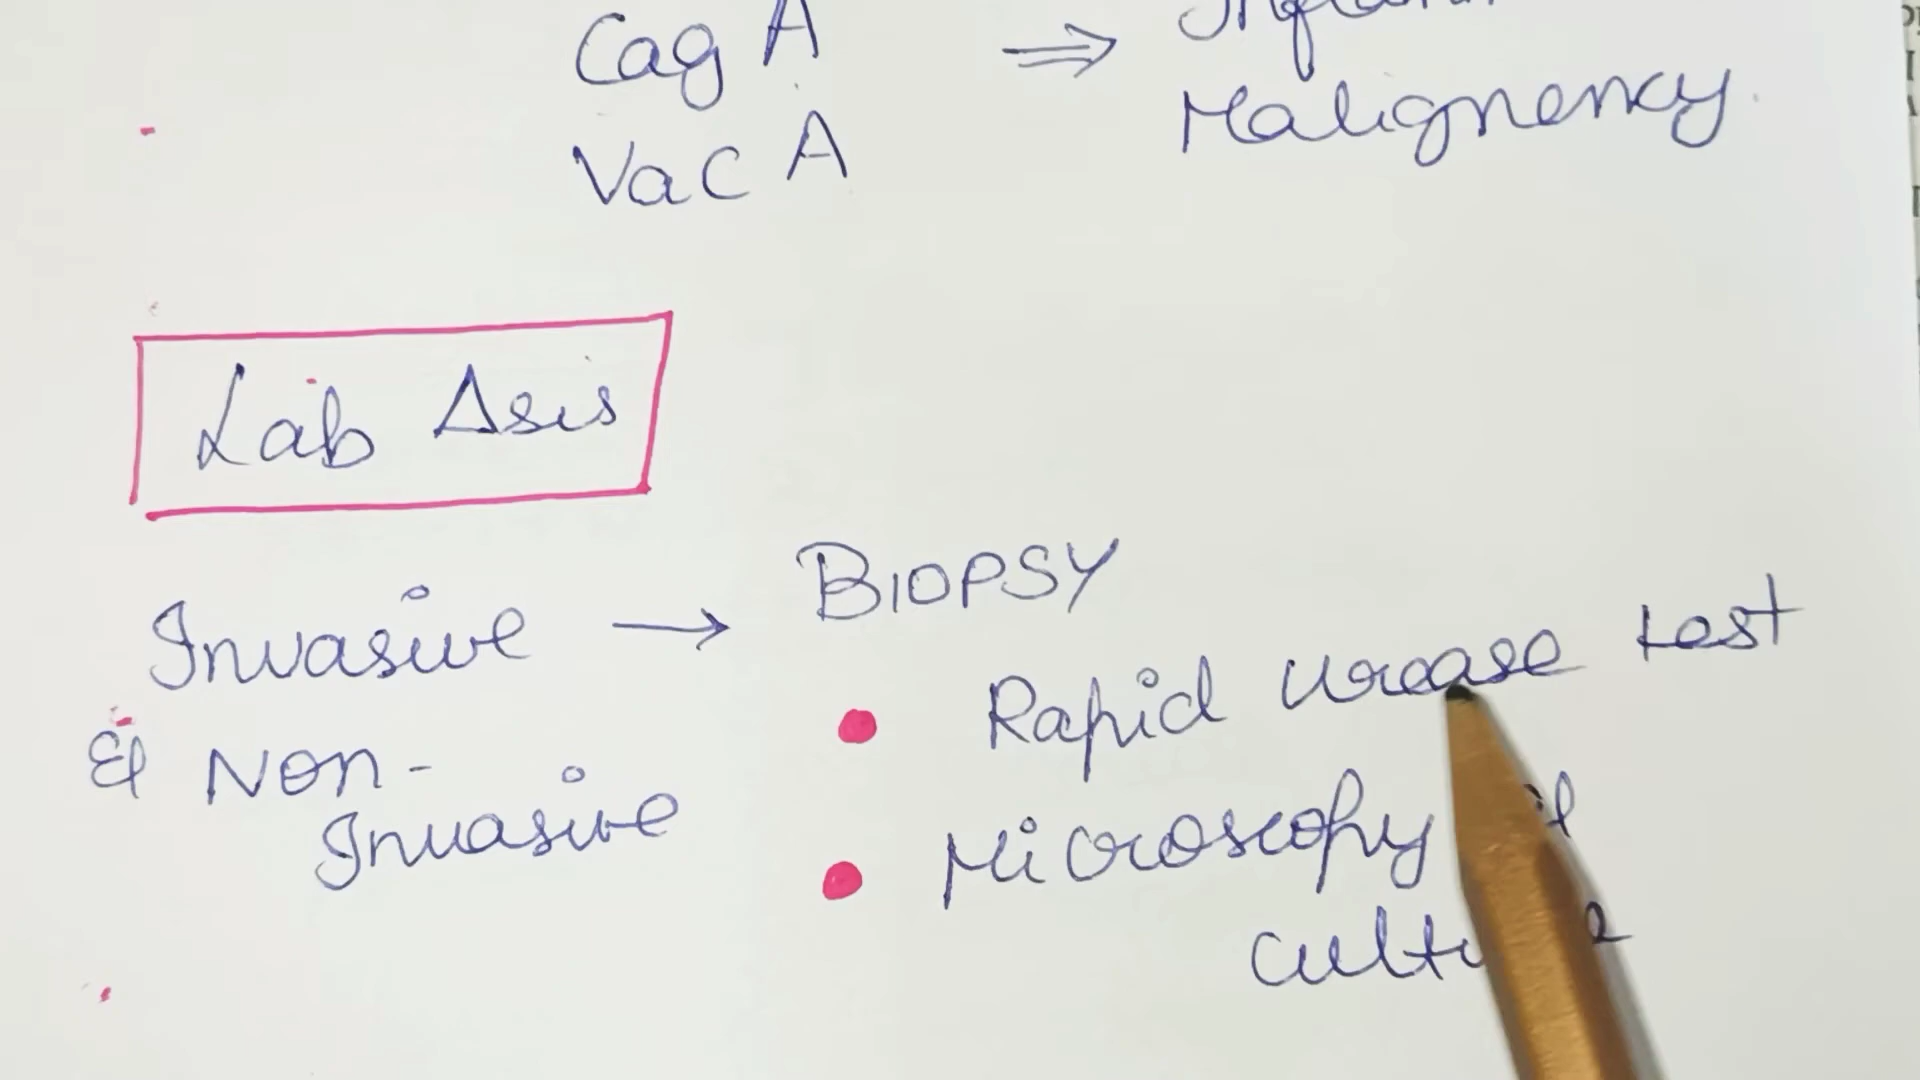 Cag A ⇒
Vac A Malignency
Lab Δsis
Invasive → BIOPSY
• Rapid Urease test
& Non-
Invasive
• Microscopy